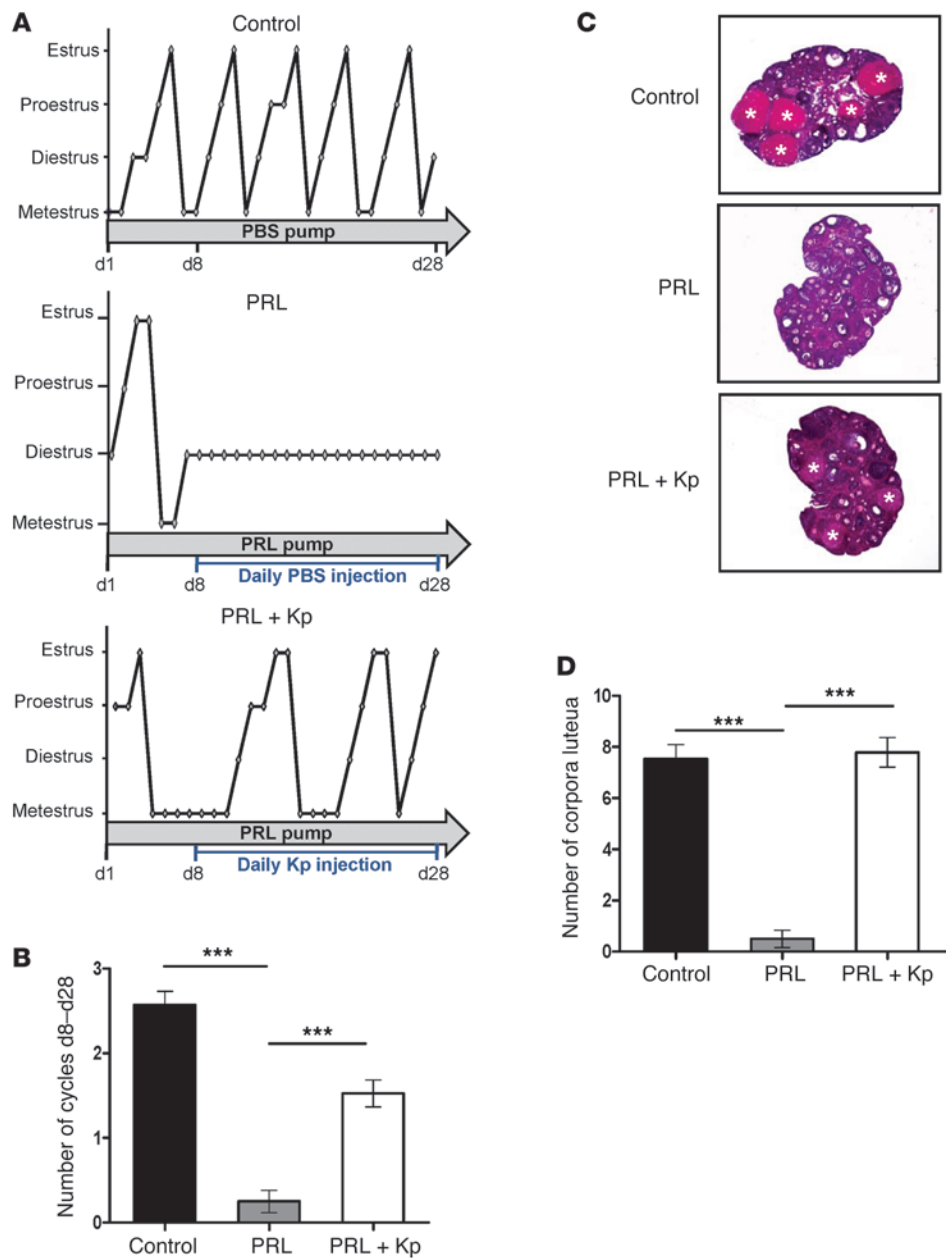 A
Control
Estrus
Proestrus
Diestrus
Metestrus
PBS pump
d1 d8 d28
PRL
Estrus
Proestrus
Diestrus
Metestrus
PRL pump
Daily PBS injection
d1 d8 d28
PRL + Kp
Estrus
Proestrus
Diestrus
Metestrus
PRL pump
Daily Kp injection
d1 d8 d28
B
Number of cycles d8–d28
3
2
1
0
***
***
Control PRL PRL + Kp
C
Control
* * * * *
PRL
PRL + Kp
* * *
D
Number of corpora luteua
10
8
6
4
2
0
***
***
Control PRL PRL + Kp